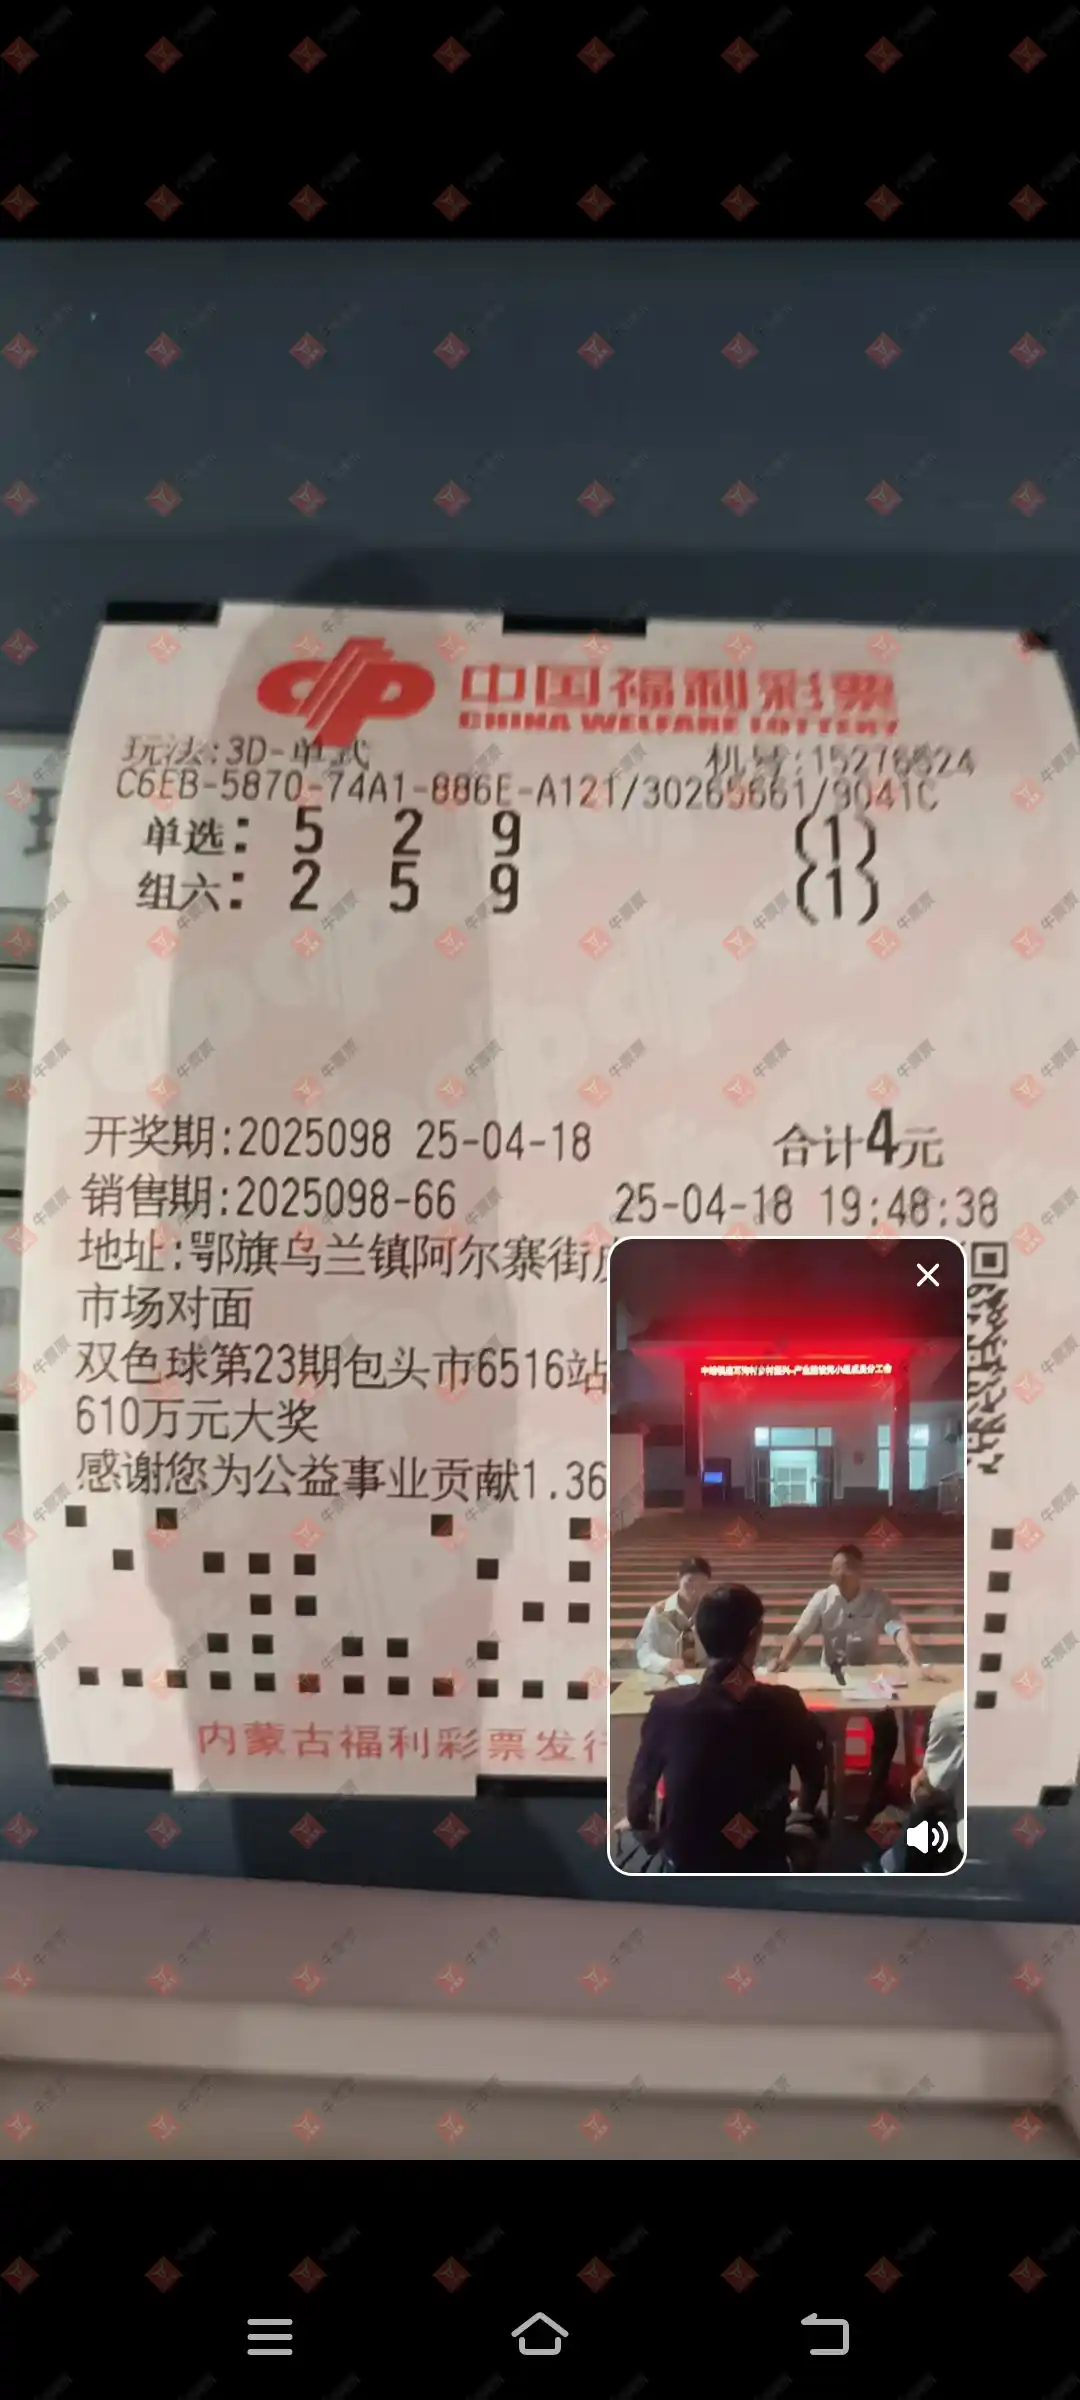 中国福利彩票
CHINA WELFARE LOTTERY
玩法:3D-单式 机号:15276524
C6EB-5870-74A1-886E-A121/30265661/9041C
单选: 5 2 9 (1)
组六: 2 5 9 (1)
开奖期:2025098 25-04-18 合计4元
销售期:2025098-66 25-04-18 19:48:38
地址:鄂旗乌兰镇阿尔寨街
市场对面
双色球第23期包头市6516站
610万元大奖
感谢您为公益事业贡献1.36
内蒙古福利彩票发行
牛票票